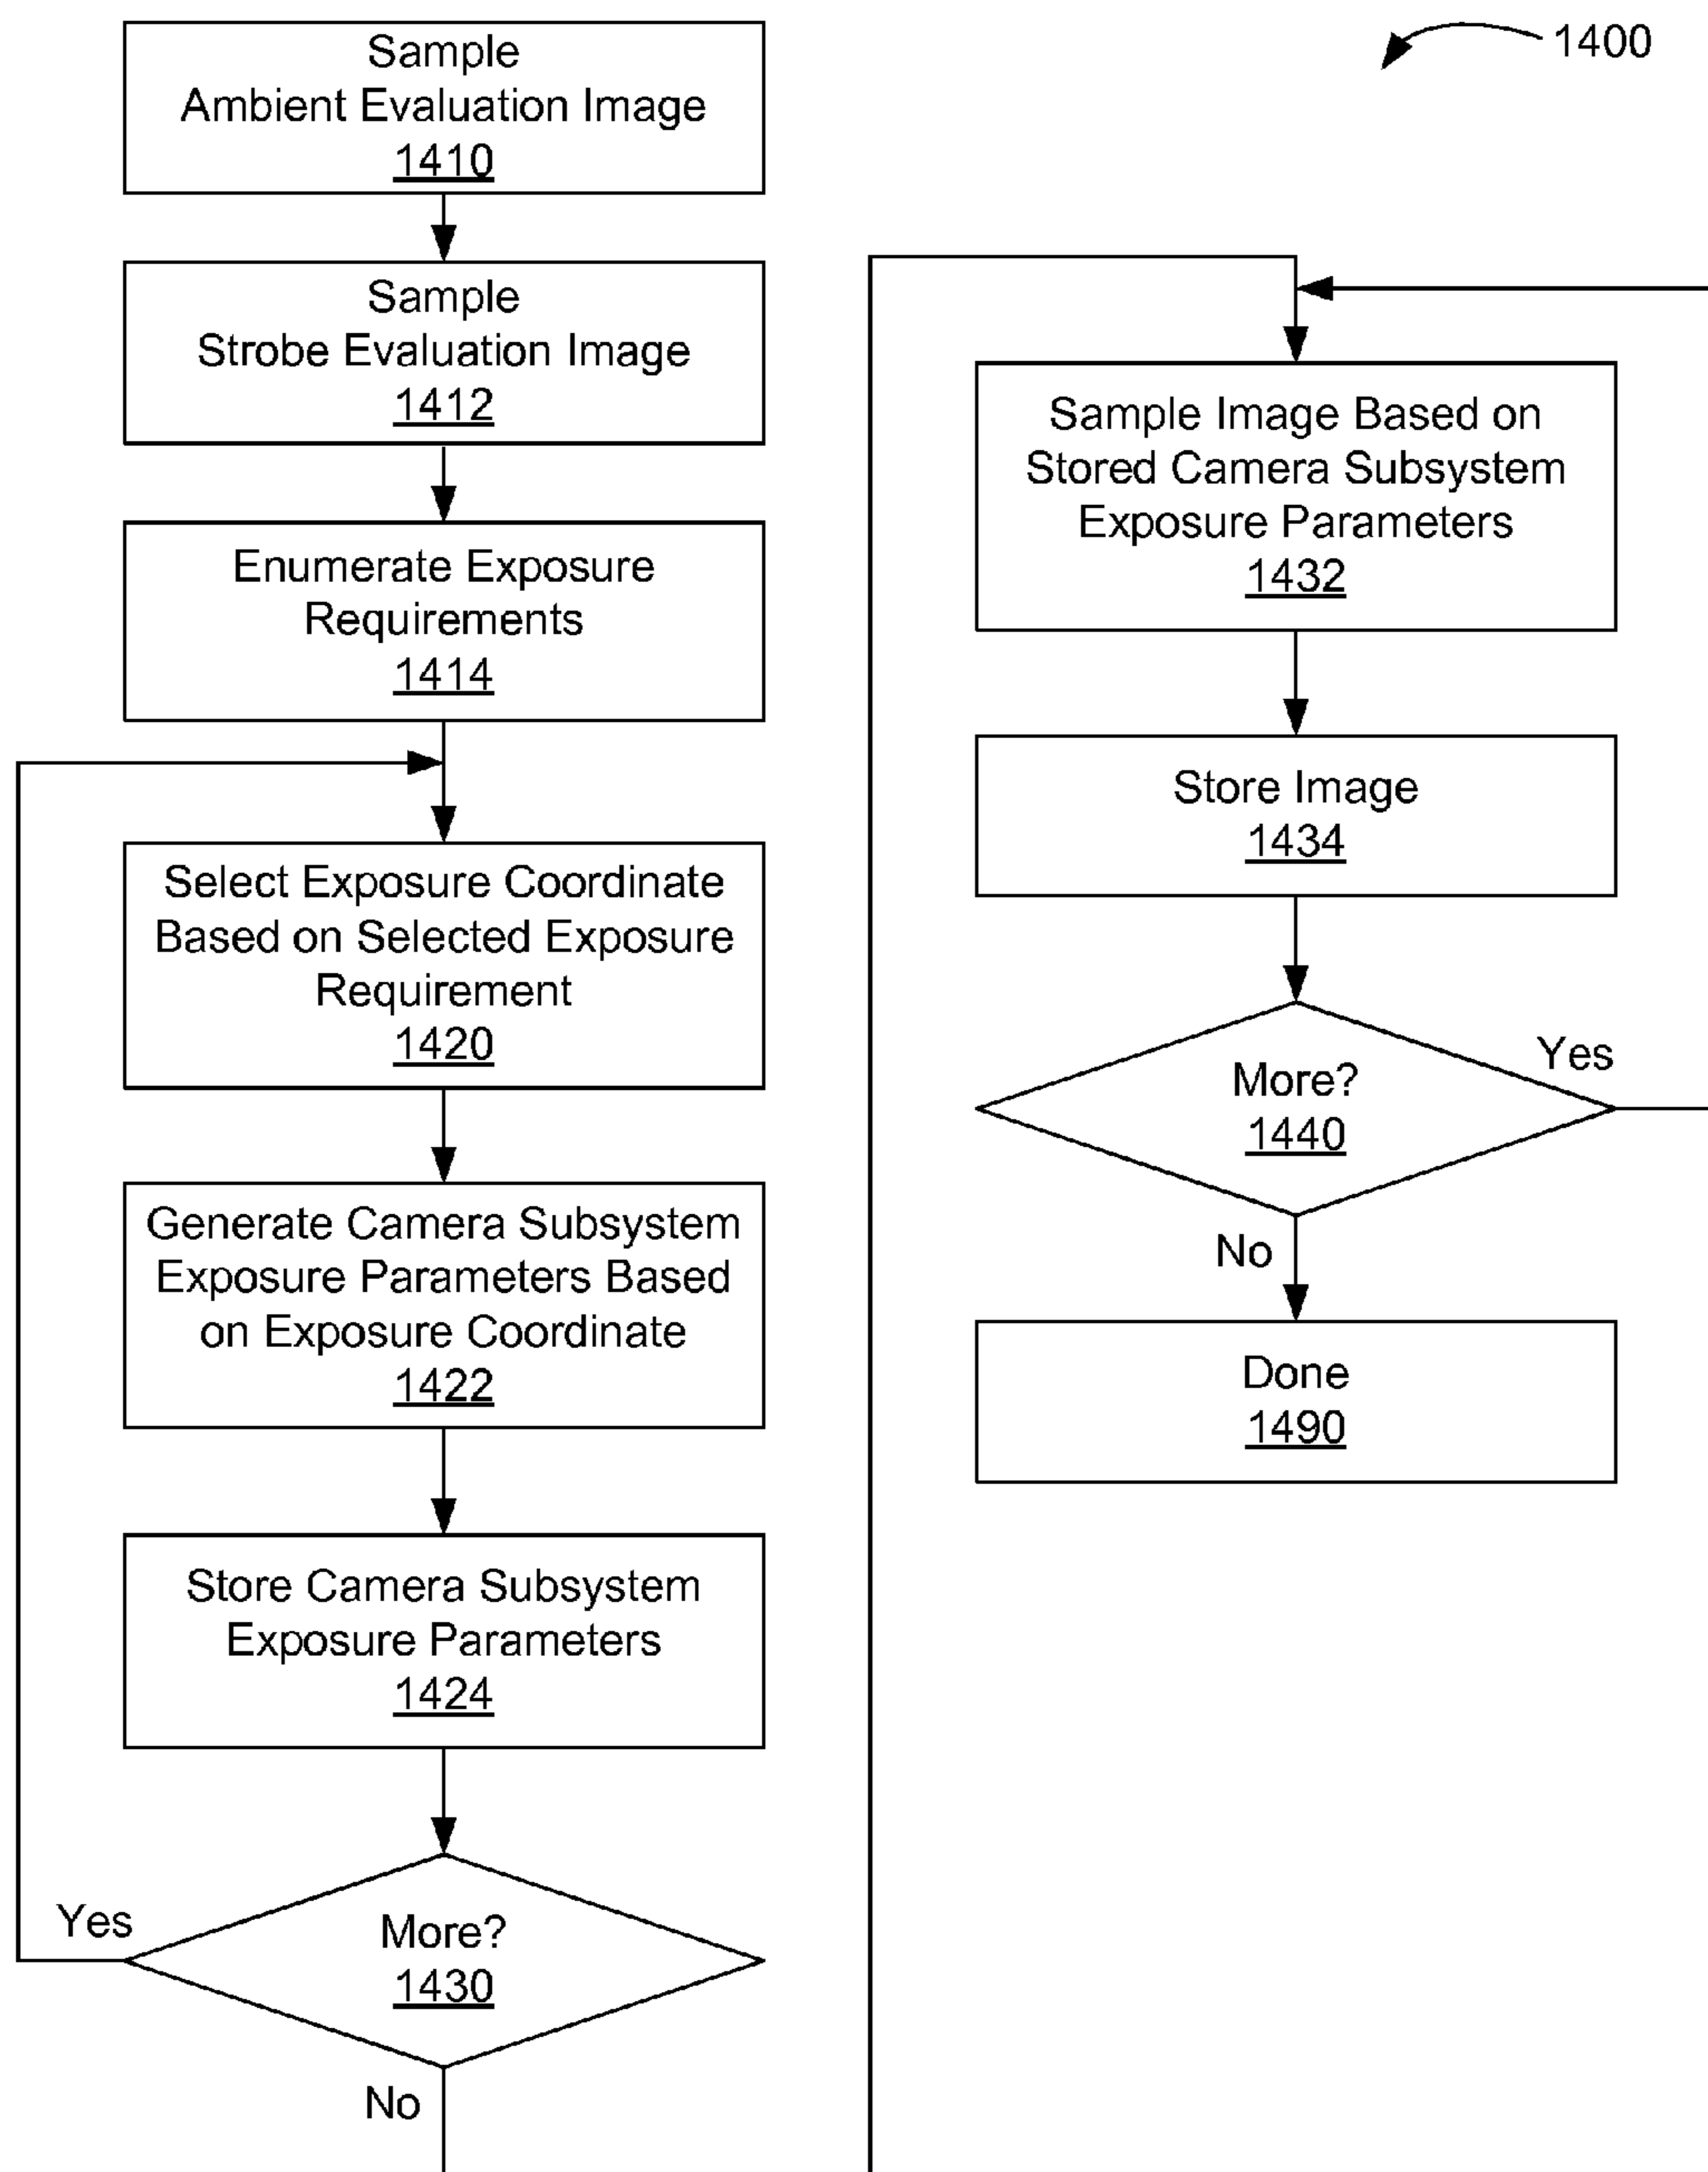 Sample
Ambient Evaluation Image
1410
Sample
Strobe Evaluation Image
1412
Enumerate Exposure
Requirements
1414
Select Exposure Coordinate
Based on Selected Exposure
Requirement
1420
Generate Camera Subsystem
Exposure Parameters Based
on Exposure Coordinate
1422
Store Camera Subsystem
Exposure Parameters
1424
Yes
More?
1430
No
1400
Sample Image Based on
Stored Camera Subsystem
Exposure Parameters
1432
Store Image
1434
Yes
More?
1440
No
Done
1490